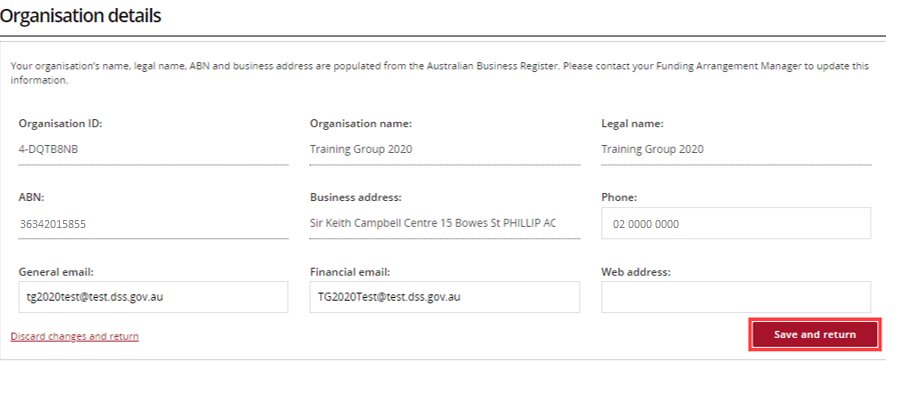 Organisation details
Your organisation's name, legal name, ABN and business address are populated from the Australian Business Register. Please contact your Funding Arrangement Manager to update this
information.
Organisation ID: Organisation name: Legal name:
4-DQTB8NB Training Group 2020 Training Group 2020
ABN: Business address: Phone:
36342015855 Sir Keith Campbell Centre 15 Bowes St PHILLIP AC 02 0000 0000
General email: Financial email: Web address:
tg2020test@test.dss.gov.au TG2020Test@test.dss.gov.au
Discard changes and return Save and return